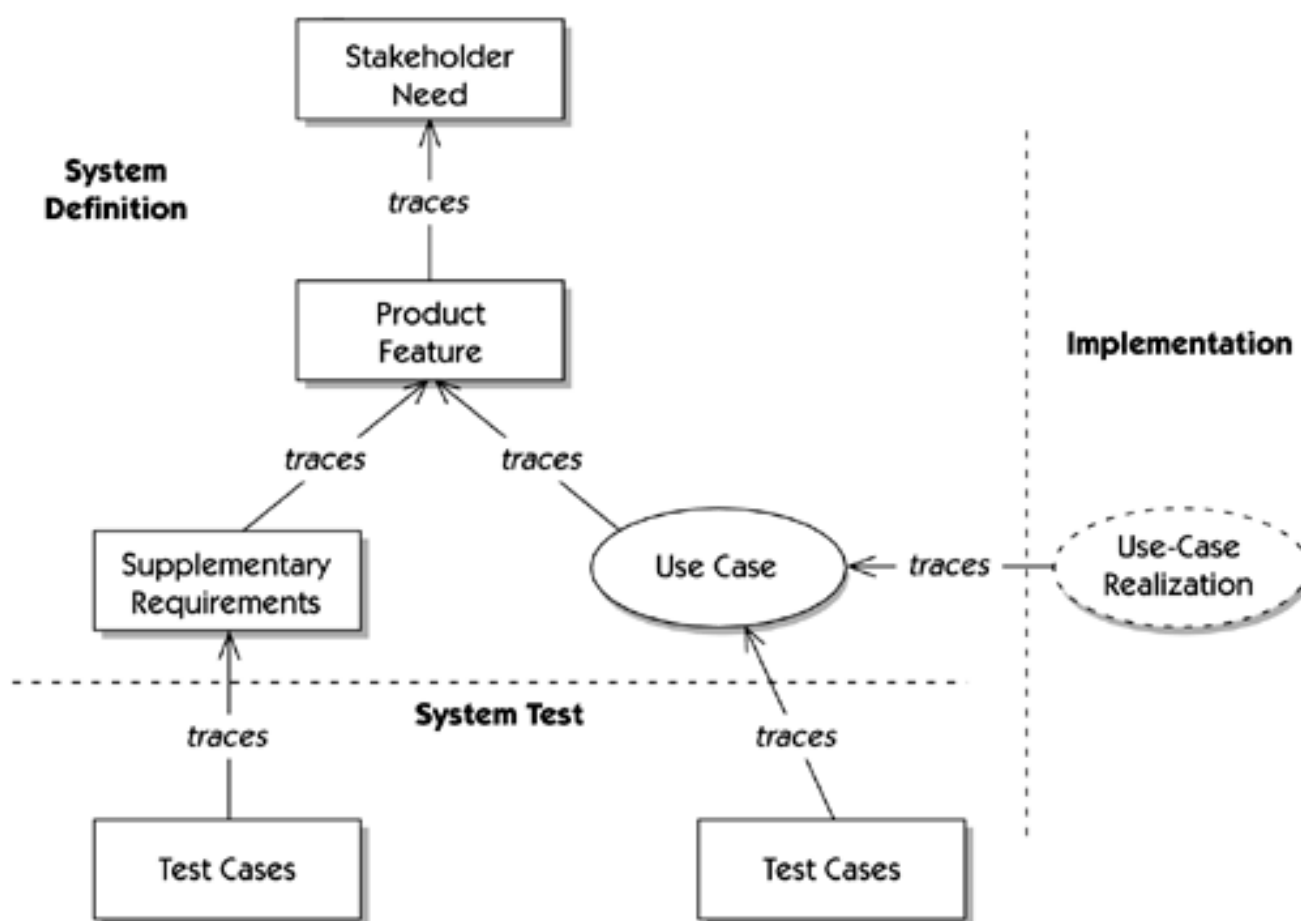 Stakeholder
Need
System
Definition
traces
Product
Feature
Implementation
traces
traces
Supplementary
Requirements
Use Case
traces
Use-Case
Realization
System Test
traces
traces
Test Cases
Test Cases